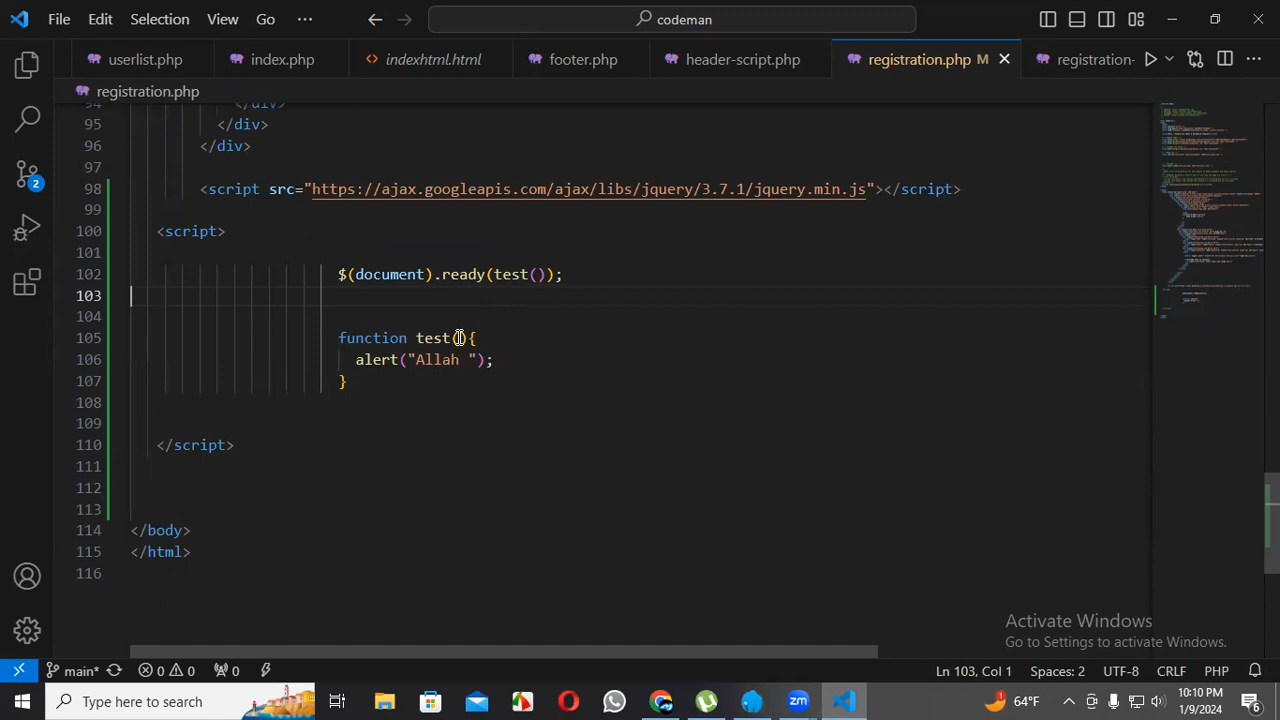 File Edit Selection View Go ··· codeman
userlist.php index.php indexhtml.html footer.php header-script.php registration.php M registration-
registration.php
94 </div>
95 </div>
96 </div>
97
98 <script src="https://ajax.googleapis.com/ajax/libs/jquery/3.7.1/jquery.min.js"></script>
99
100 <script>
101
102 $(document).ready(test());
103
104
105 function test(){
106 alert("Allah ");
107 }
108
109
110 </script>
111
112
113
114 </body>
115 </html>
116
2
Activate Windows
Go to Settings to activate Windows.
main* 0 0 0 Ln 103, Col 1 Spaces: 2 UTF-8 CRLF PHP
Type here to search zm 64°F 10:10 PM
1/9/2024 6